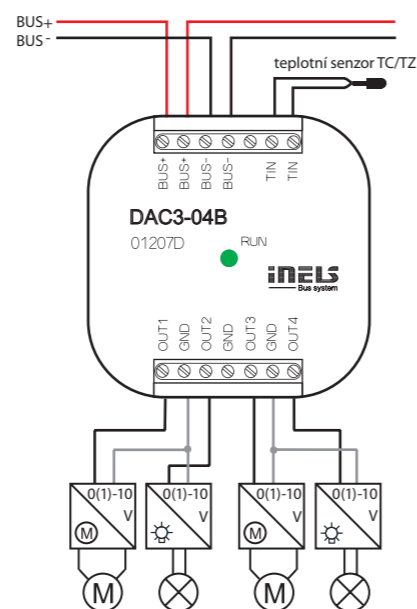 BUS+
BUS-
teplotní senzor TC/TZ
BUS+ BUS+ BUS- BUS- TIN TIN
DAC3-04B
01207D
RUN
iNELS
Bus system
OUT1 GND OUT2 GND OUT3 GND OUT4
0(1)-10 V M
0(1)-10 V
0(1)-10 V M
0(1)-10 V
M
M